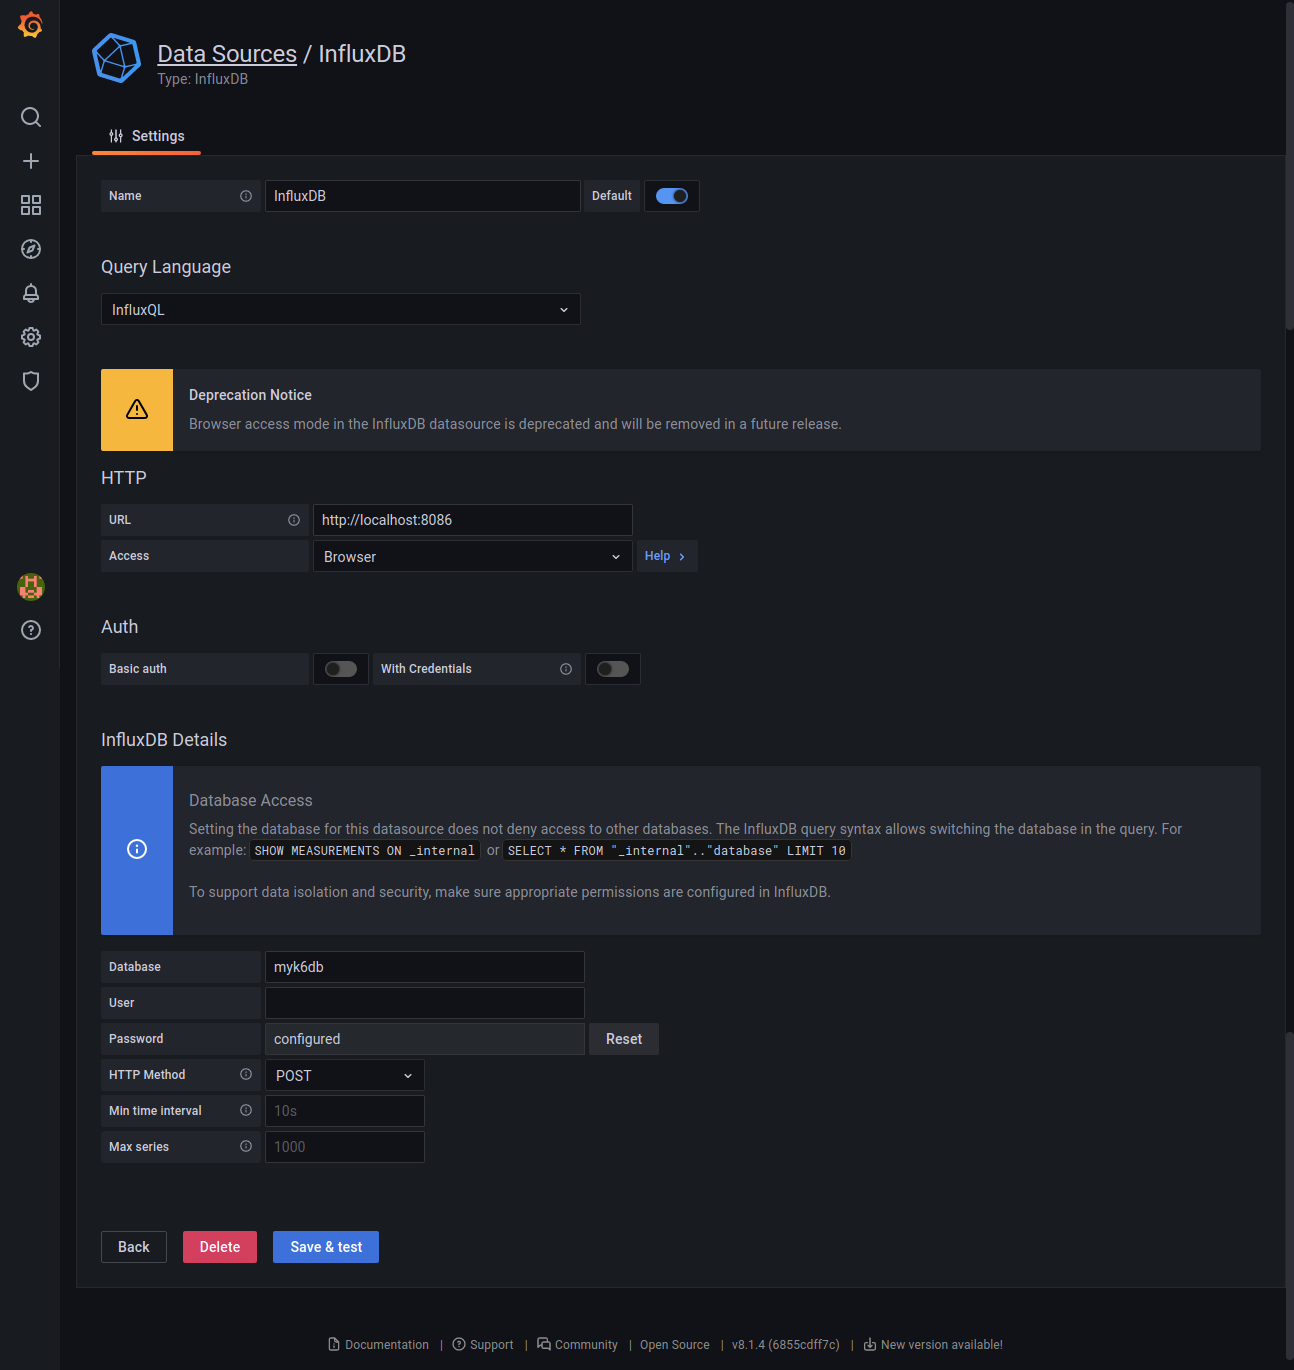 Data Sources / InfluxDB
Type: InfluxDB
Settings
Name InfluxDB Default
Query Language
InfluxQL
Deprecation Notice
Browser access mode in the InfluxDB datasource is deprecated and will be removed in a future release.
HTTP
URL http://localhost:8086
Access Browser Help
Auth
Basic auth With Credentials
InfluxDB Details
Database Access
Setting the database for this datasource does not deny access to other databases. The InfluxDB query syntax allows switching the database in the query. For
example: SHOW MEASUREMENTS ON _internal or SELECT * FROM "_internal".."database" LIMIT 10
To support data isolation and security, make sure appropriate permissions are configured in InfluxDB.
Database myk6db
User
Password configured Reset
HTTP Method POST
Min time interval 10s
Max series 1000
Back Delete Save & test
Documentation | Support | Community | Open Source | v8.1.4 (6855cdff7c) | New version available!